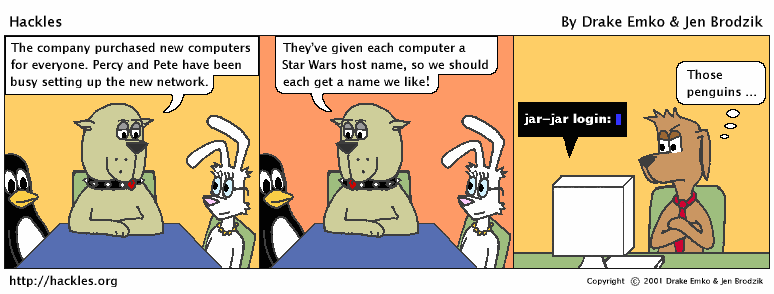 Hackles
By Drake Emko & Jen Brodzik
The company purchased new computers
for everyone. Percy and Pete have been
busy setting up the new network.
They've given each computer a
Star Wars host name, so we should
each get a name we like!
jar-jar login:
Those
penguins ...
http://hackles.org
Copyright © 2001 Drake Emko & Jen Brodzik